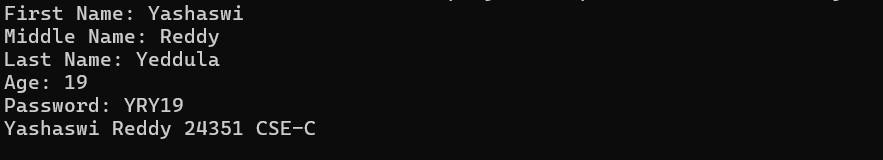 First Name: Yashaswi
Middle Name: Reddy
Last Name: Yeddula
Age: 19
Password: YRY19
Yashaswi Reddy 24351 CSE-C